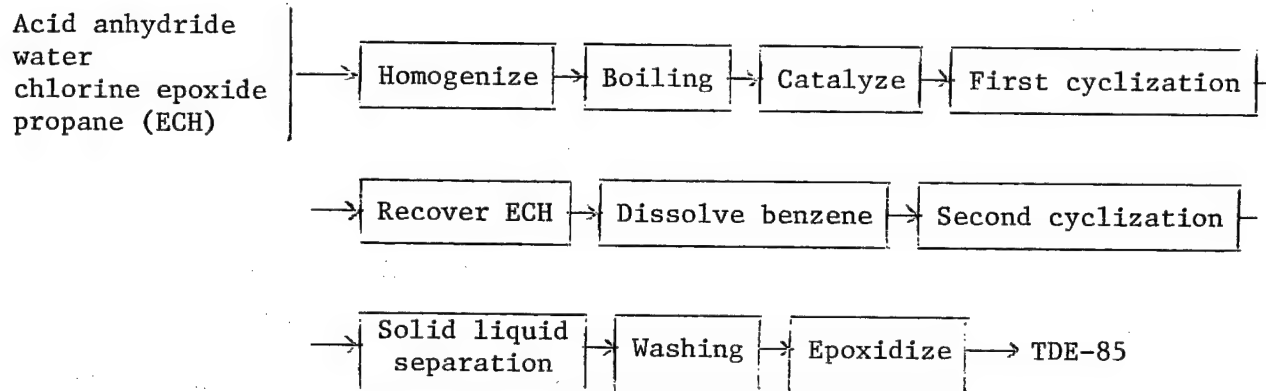 Acid anhydride
water
chlorine epoxide
propane (ECH)
Homogenize
Boiling
Catalyze
First cyclization
Recover ECH
Dissolve benzene
Second cyclization
Solid liquid
separation
Washing
Epoxidize
TDE-85